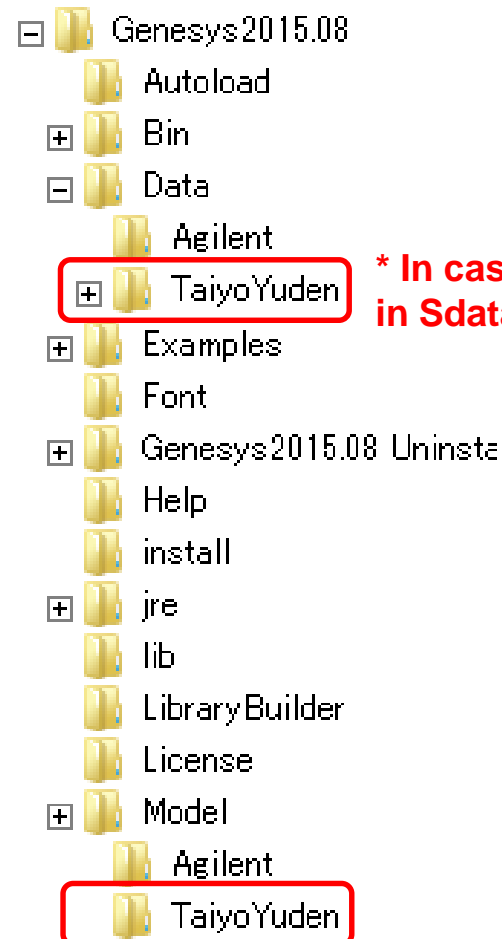 Genesys2015.08
Autoload
Bin
Data
Agilent
TaiyoYuden
* In cas
in Sdata
Examples
Font
Genesys2015.08 Uninsta
Help
install
jre
lib
LibraryBuilder
License
Model
Agilent
TaiyoYuden